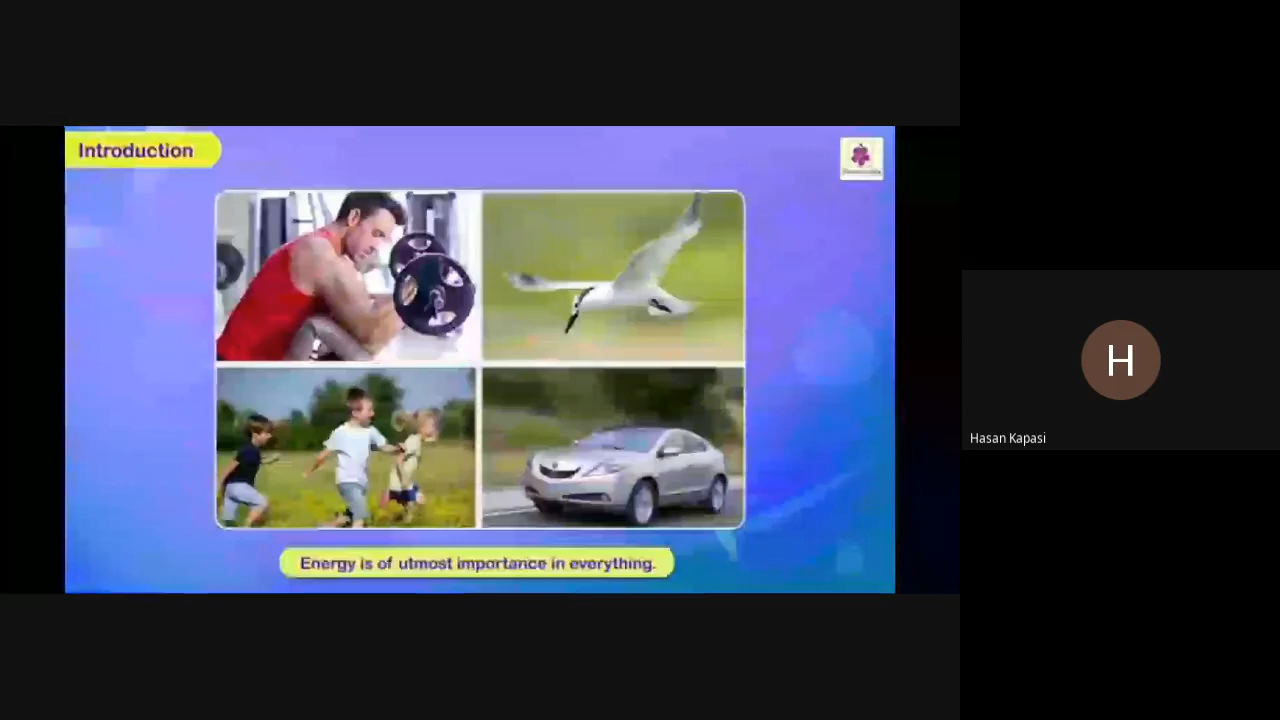 Introduction
Energy is of utmost importance in everything.
H
Hasan Kapasi